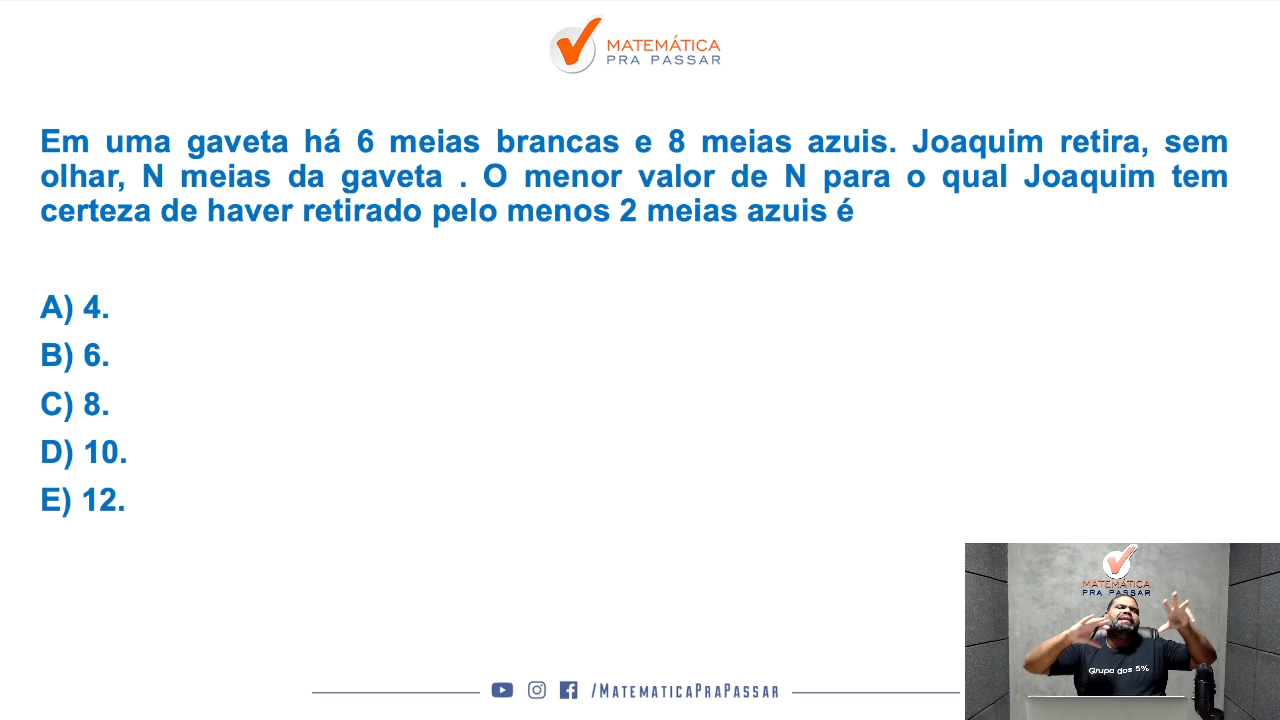 MATEMÁTICA
PRA PASSAR
Em uma gaveta há 6 meias brancas e 8 meias azuis. Joaquim retira, sem
olhar, N meias da gaveta . O menor valor de N para o qual Joaquim tem
certeza de haver retirado pelo menos 2 meias azuis é
A) 4.
B) 6.
C) 8.
D) 10.
E) 12.
MATEMÁTICA
PRA PASSAR
Grupo dos 5%
/MATEMATICAPRAPASSAR